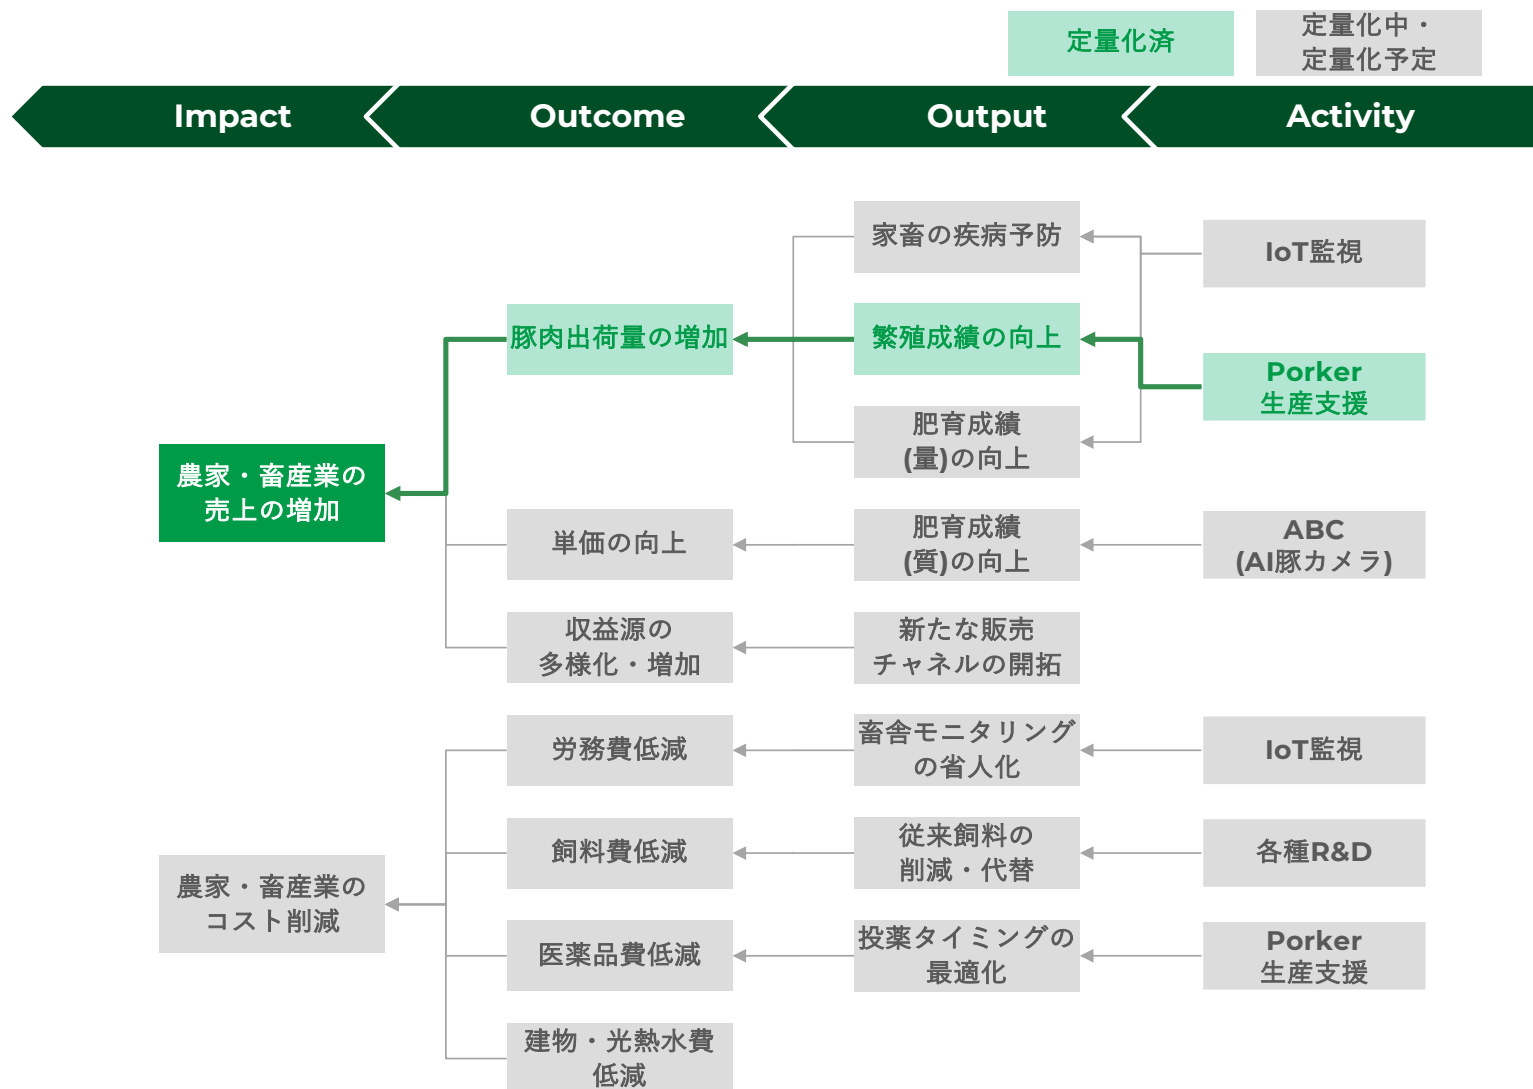 定量化済
定量化中・
定量化予定
Impact
Outcome
Output
Activity
家畜の疾病予防
IoT監視
豚肉出荷量の増加
繁殖成績の向上
Porker
生産支援
肥育成績
(量)の向上
農家・畜産業の
売上の増加
単価の向上
肥育成績
(質)の向上
ABC
(AI豚カメラ)
収益源の
多様化・増加
新たな販売
チャネルの開拓
労務費低減
畜舎モニタリング
の省人化
IoT監視
飼料費低減
従来飼料の
削減・代替
各種R&D
農家・畜産業の
コスト削減
医薬品費低減
投薬タイミングの
最適化
Porker
生産支援
建物・光熱水費
低減